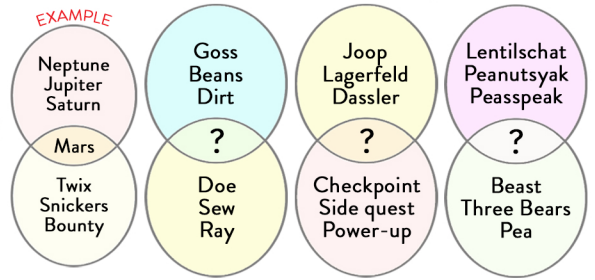 EXAMPLE
Neptune
Jupiter
Saturn
Mars
Twix
Snickers
Bounty
Goss
Beans
Dirt
?
Doe
Sew
Ray
Joop
Lagerfeld
Dassler
?
Checkpoint
Side quest
Power-up
Lentilschat
Peanutsyak
Peasspeak
?
Beast
Three Bears
Pea